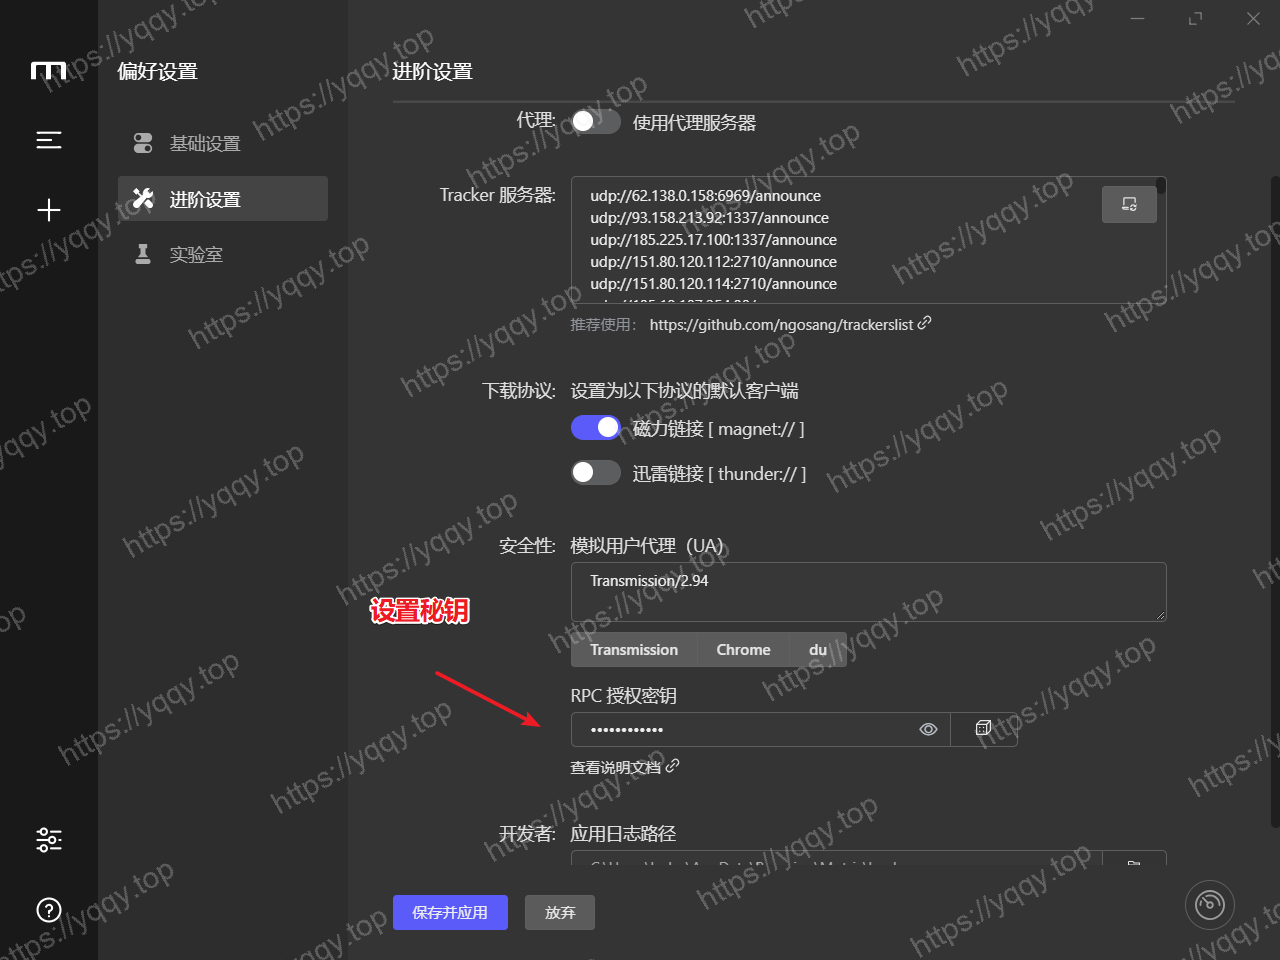 m
偏好设置
基础设置
进阶设置
实验室
进阶设置
代理:
使用代理服务器
Tracker 服务器:
udp://62.138.0.158:6969/announce
udp://93.158.213.92:1337/announce
udp://185.225.17.100:1337/announce
udp://151.80.120.112:2710/announce
udp://151.80.120.114:2710/announce
推荐使用: https://github.com/ngosang/trackerslist
下载协议:
设置为以下协议的默认客户端
磁力链接 [ magnet:// ]
迅雷链接 [ thunder:// ]
安全性:
模拟用户代理（UA）
Transmission/2.94
Transmission Chrome du
设置秘钥
RPC 授权密钥
••••••••••••
查看说明文档
开发者:
应用日志路径
保存并应用
放弃
https://yqqy.top